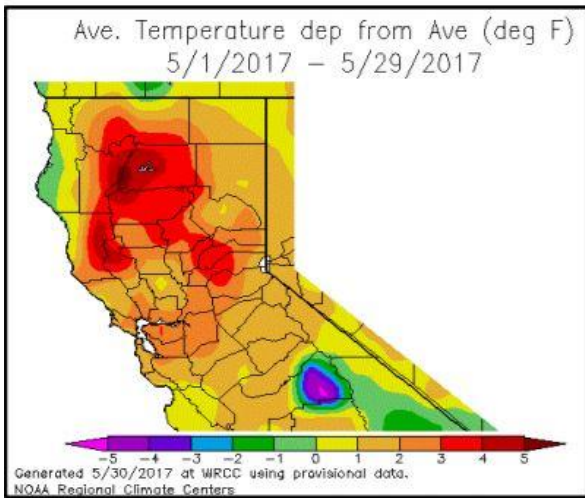 Ave. Temperature dep from Ave (deg F)
5/1/2017 – 5/29/2017
-5 -4 -3 -2 -1 0 1 2 3 4 5
Generated 5/30/2017 at WRCC using provisional data.
NOAA Regional Climate Centers